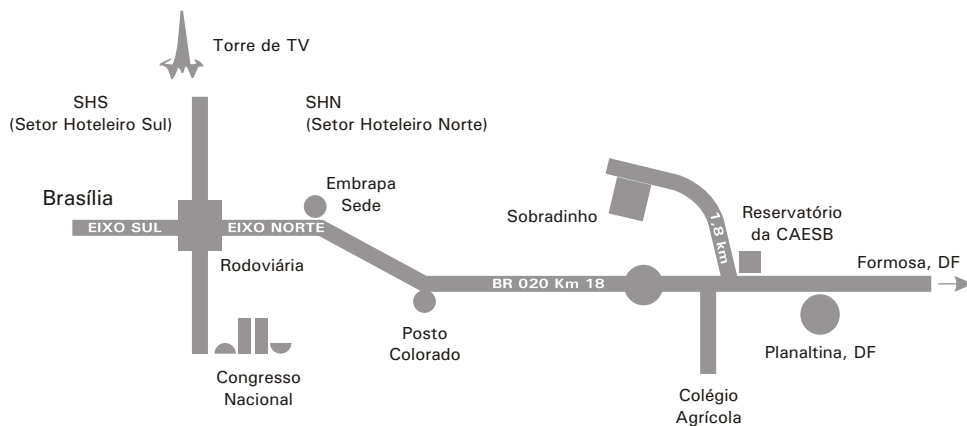 Torre de TV
SHS
(Setor Hoteleiro Sul)
SHN
(Setor Hoteleiro Norte)
Brasília
Embrapa
Sede
EIXO SUL
EIXO NORTE
Rodoviária
Sobradinho
1,8 km
Reservatório
da CAESB
Formosa, DF
BR 020 Km 18
Posto
Colorado
Planaltina, DF
Congresso
Nacional
Colégio
Agrícola